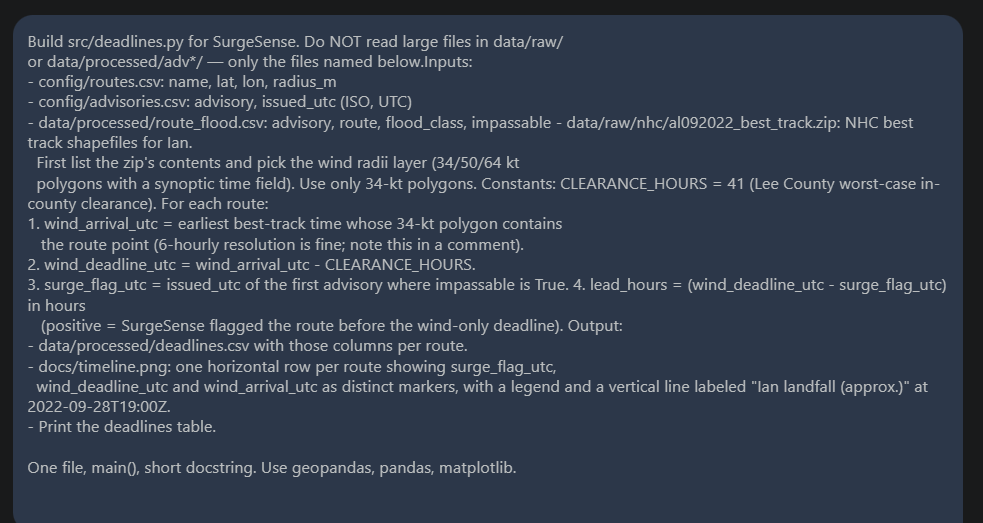 Build src/deadlines.py for SurgeSense. Do NOT read large files in data/raw/
or data/processed/adv*/ — only the files named below.Inputs:
- config/routes.csv: name, lat, lon, radius_m
- config/advisories.csv: advisory, issued_utc (ISO, UTC)
- data/processed/route_flood.csv: advisory, route, flood_class, impassable - data/raw/nhc/al092022_best_track.zip: NHC best
track shapefiles for Ian.
First list the zip's contents and pick the wind radii layer (34/50/64 kt
polygons with a synoptic time field). Use only 34-kt polygons. Constants: CLEARANCE_HOURS = 41 (Lee County worst-case in-
county clearance). For each route:
1. wind_arrival_utc = earliest best-track time whose 34-kt polygon contains
the route point (6-hourly resolution is fine; note this in a comment).
2. wind_deadline_utc = wind_arrival_utc - CLEARANCE_HOURS.
3. surge_flag_utc = issued_utc of the first advisory where impassable is True. 4. lead_hours = (wind_deadline_utc - surge_flag_utc)
in hours
(positive = SurgeSense flagged the route before the wind-only deadline). Output:
- data/processed/deadlines.csv with those columns per route.
- docs/timeline.png: one horizontal row per route showing surge_flag_utc,
wind_deadline_utc and wind_arrival_utc as distinct markers, with a legend and a vertical line labeled "Ian landfall (approx.)" at
2022-09-28T19:00Z.
- Print the deadlines table.
One file, main(), short docstring. Use geopandas, pandas, matplotlib.